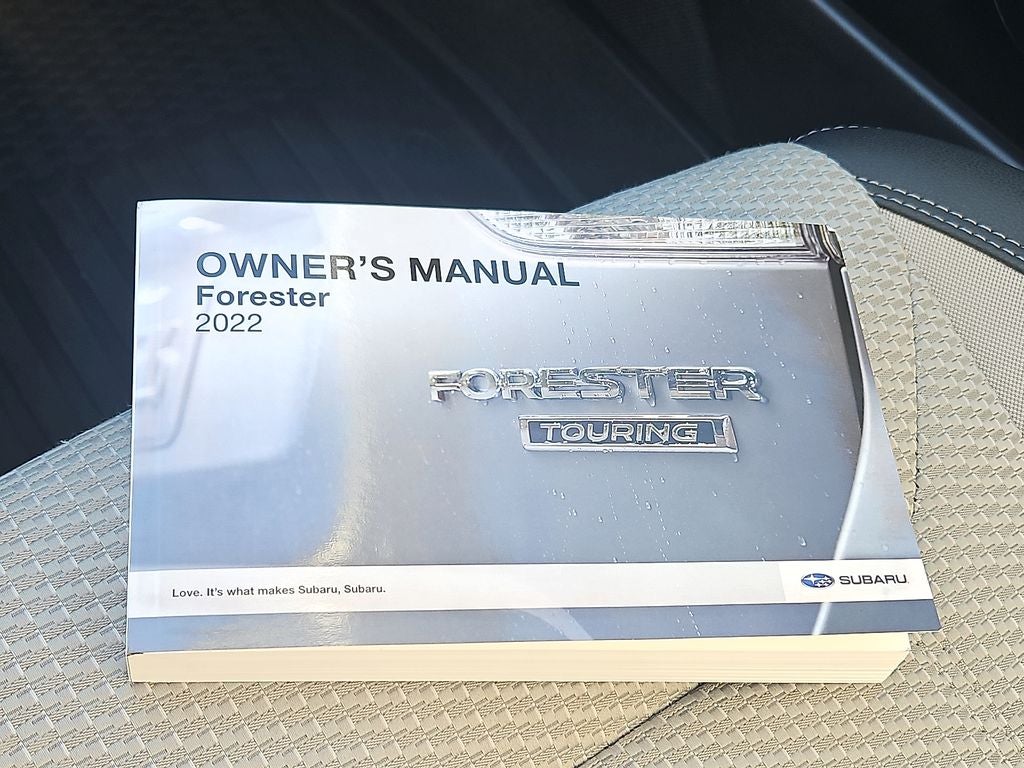 OWNER'S MANUAL
Forester
2022
FORESTER
TOURING
Love. It's what makes Subaru, Subaru.
SUBARU